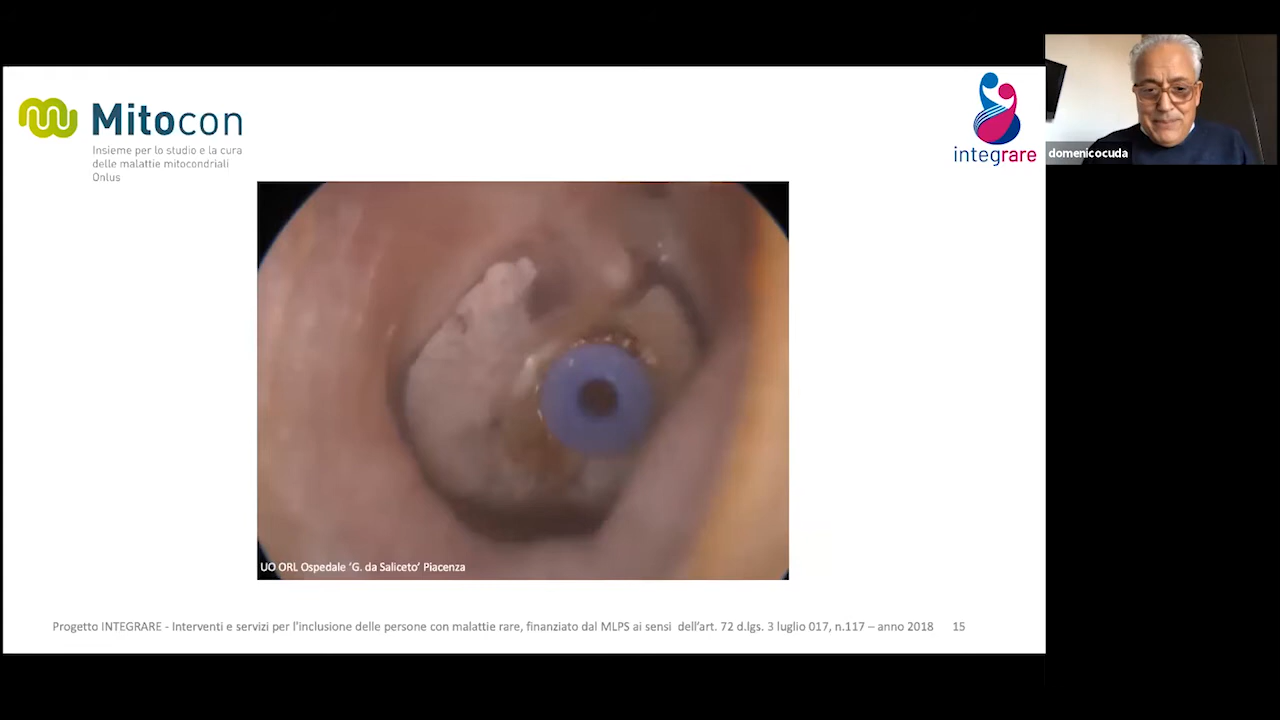 Mitocon
Insieme per lo studio e la cura
delle malattie mitocondriali
Onlus
integrare
domenicocuda
UO ORL Ospedale ‘G. da Saliceto’ Piacenza
Progetto INTEGRARE - Interventi e servizi per l’inclusione delle persone con malattie rare, finanziato dal MLPS ai sensi dell’art. 72 d.lgs. 3 luglio 017, n.117 – anno 2018 15